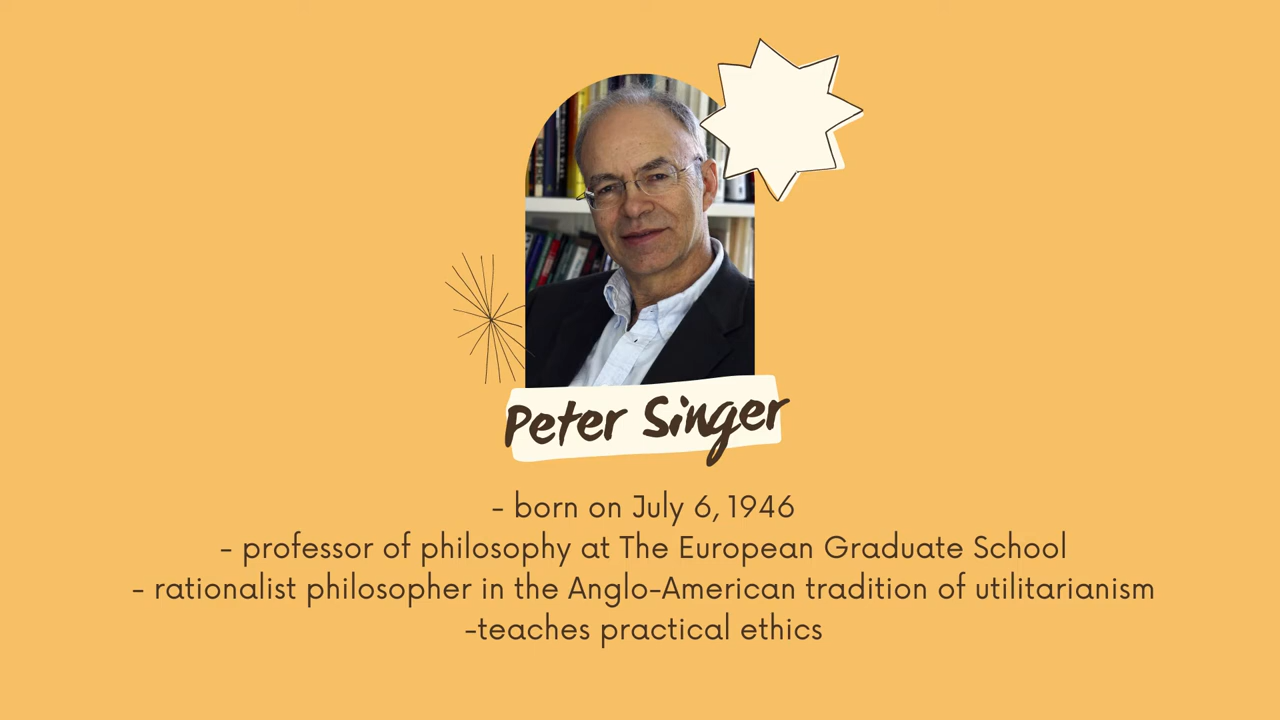 Peter Singer
- born on July 6, 1946
- professor of philosophy at The European Graduate School
- rationalist philosopher in the Anglo-American tradition of utilitarianism
-teaches practical ethics